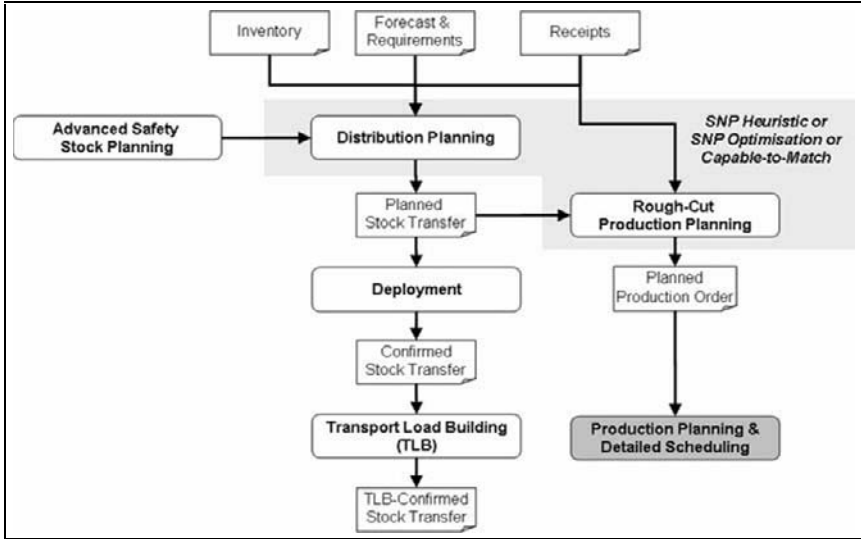 Inventory
Forecast &
Requirements
Receipts
Advanced Safety
Stock Planning
Distribution Planning
SNP Heuristic or
SNP Optimisation or
Capable-to-Match
Planned
Stock Transfer
Rough-Cut
Production Planning
Deployment
Planned
Production Order
Confirmed
Stock Transfer
Transport Load Building
(TLB)
Production Planning &
Detailed Scheduling
TLB-Confirmed
Stock Transfer